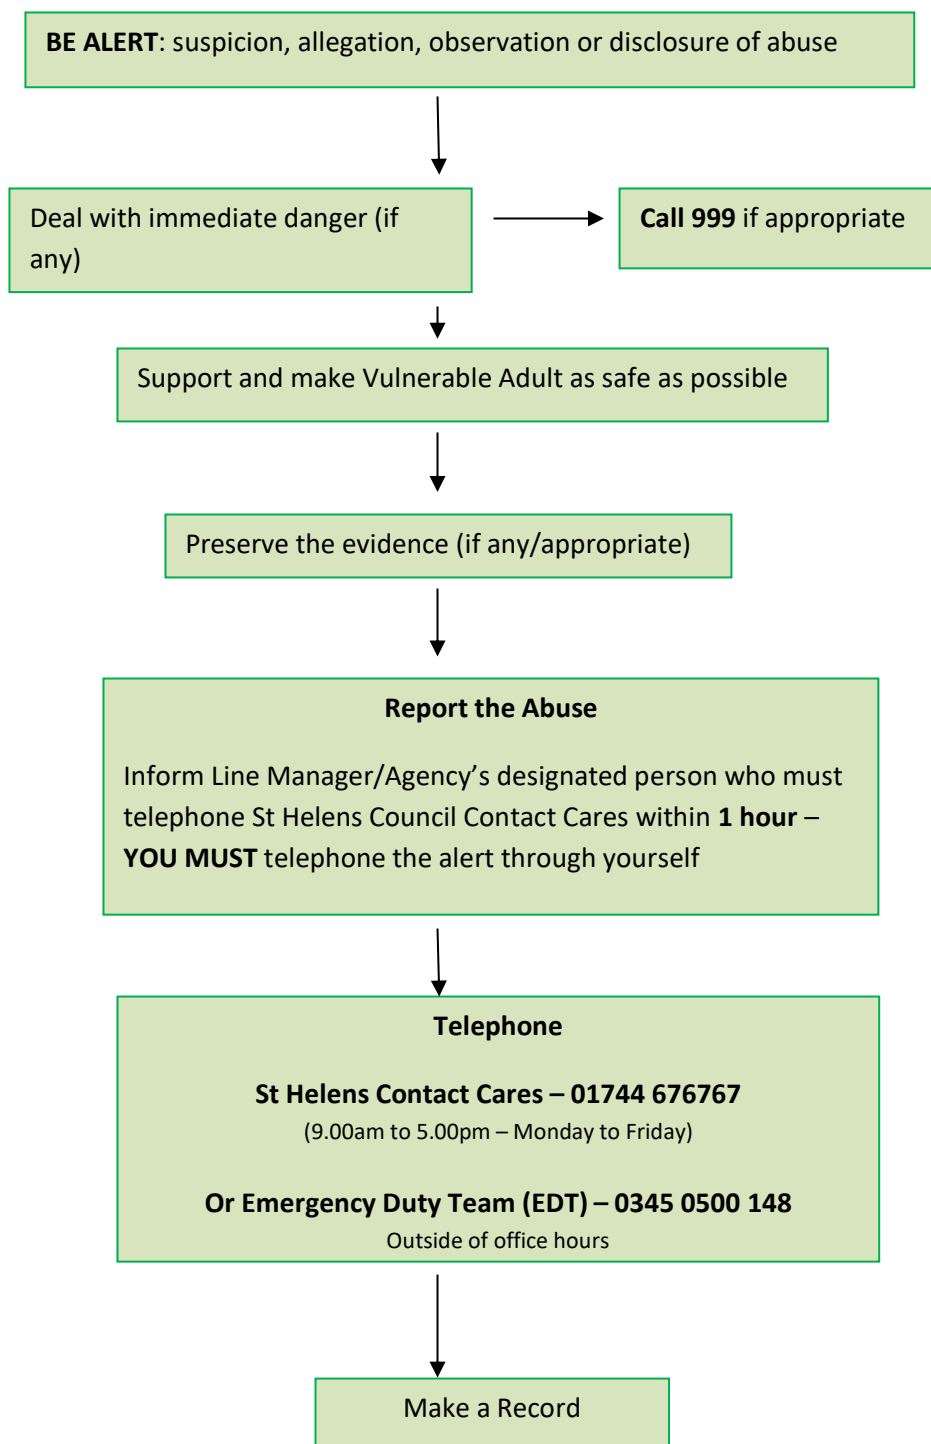 BE ALERT: suspicion, allegation, observation or disclosure of abuse
Deal with immediate danger (if
any)
Call 999 if appropriate
Support and make Vulnerable Adult as safe as possible
Preserve the evidence (if any/appropriate)
Report the Abuse
Inform Line Manager/Agency’s designated person who must
telephone St Helens Council Contact Cares within 1 hour –
YOU MUST telephone the alert through yourself
Telephone
St Helens Contact Cares – 01744 676767
(9.00am to 5.00pm – Monday to Friday)
Or Emergency Duty Team (EDT) – 0345 0500 148
Outside of office hours
Make a Record